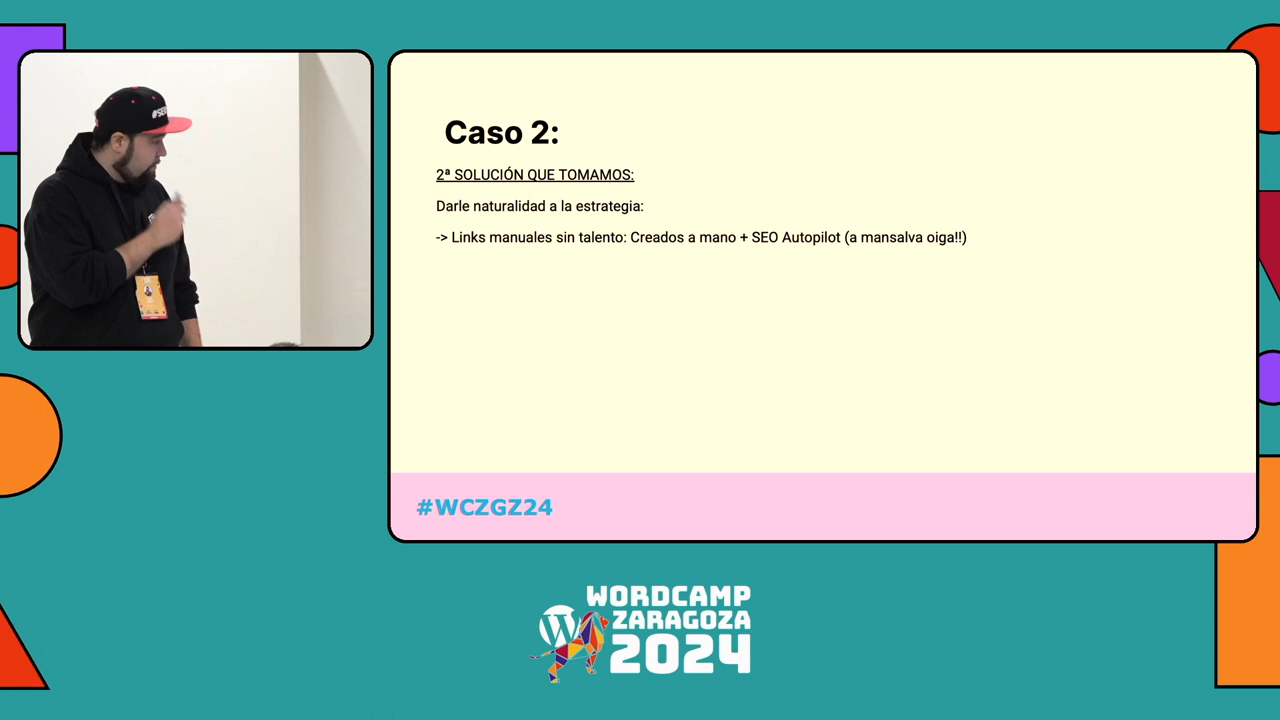 #SEO
Caso 2:
2ª SOLUCIÓN QUE TOMAMOS:
Darle naturalidad a la estrategia:
-> Links manuales sin talento: Creados a mano + SEO Autopilot (a mansalva oiga!!)
#WCZGZ24
WORDCAMP
ZARAGOZA
2024